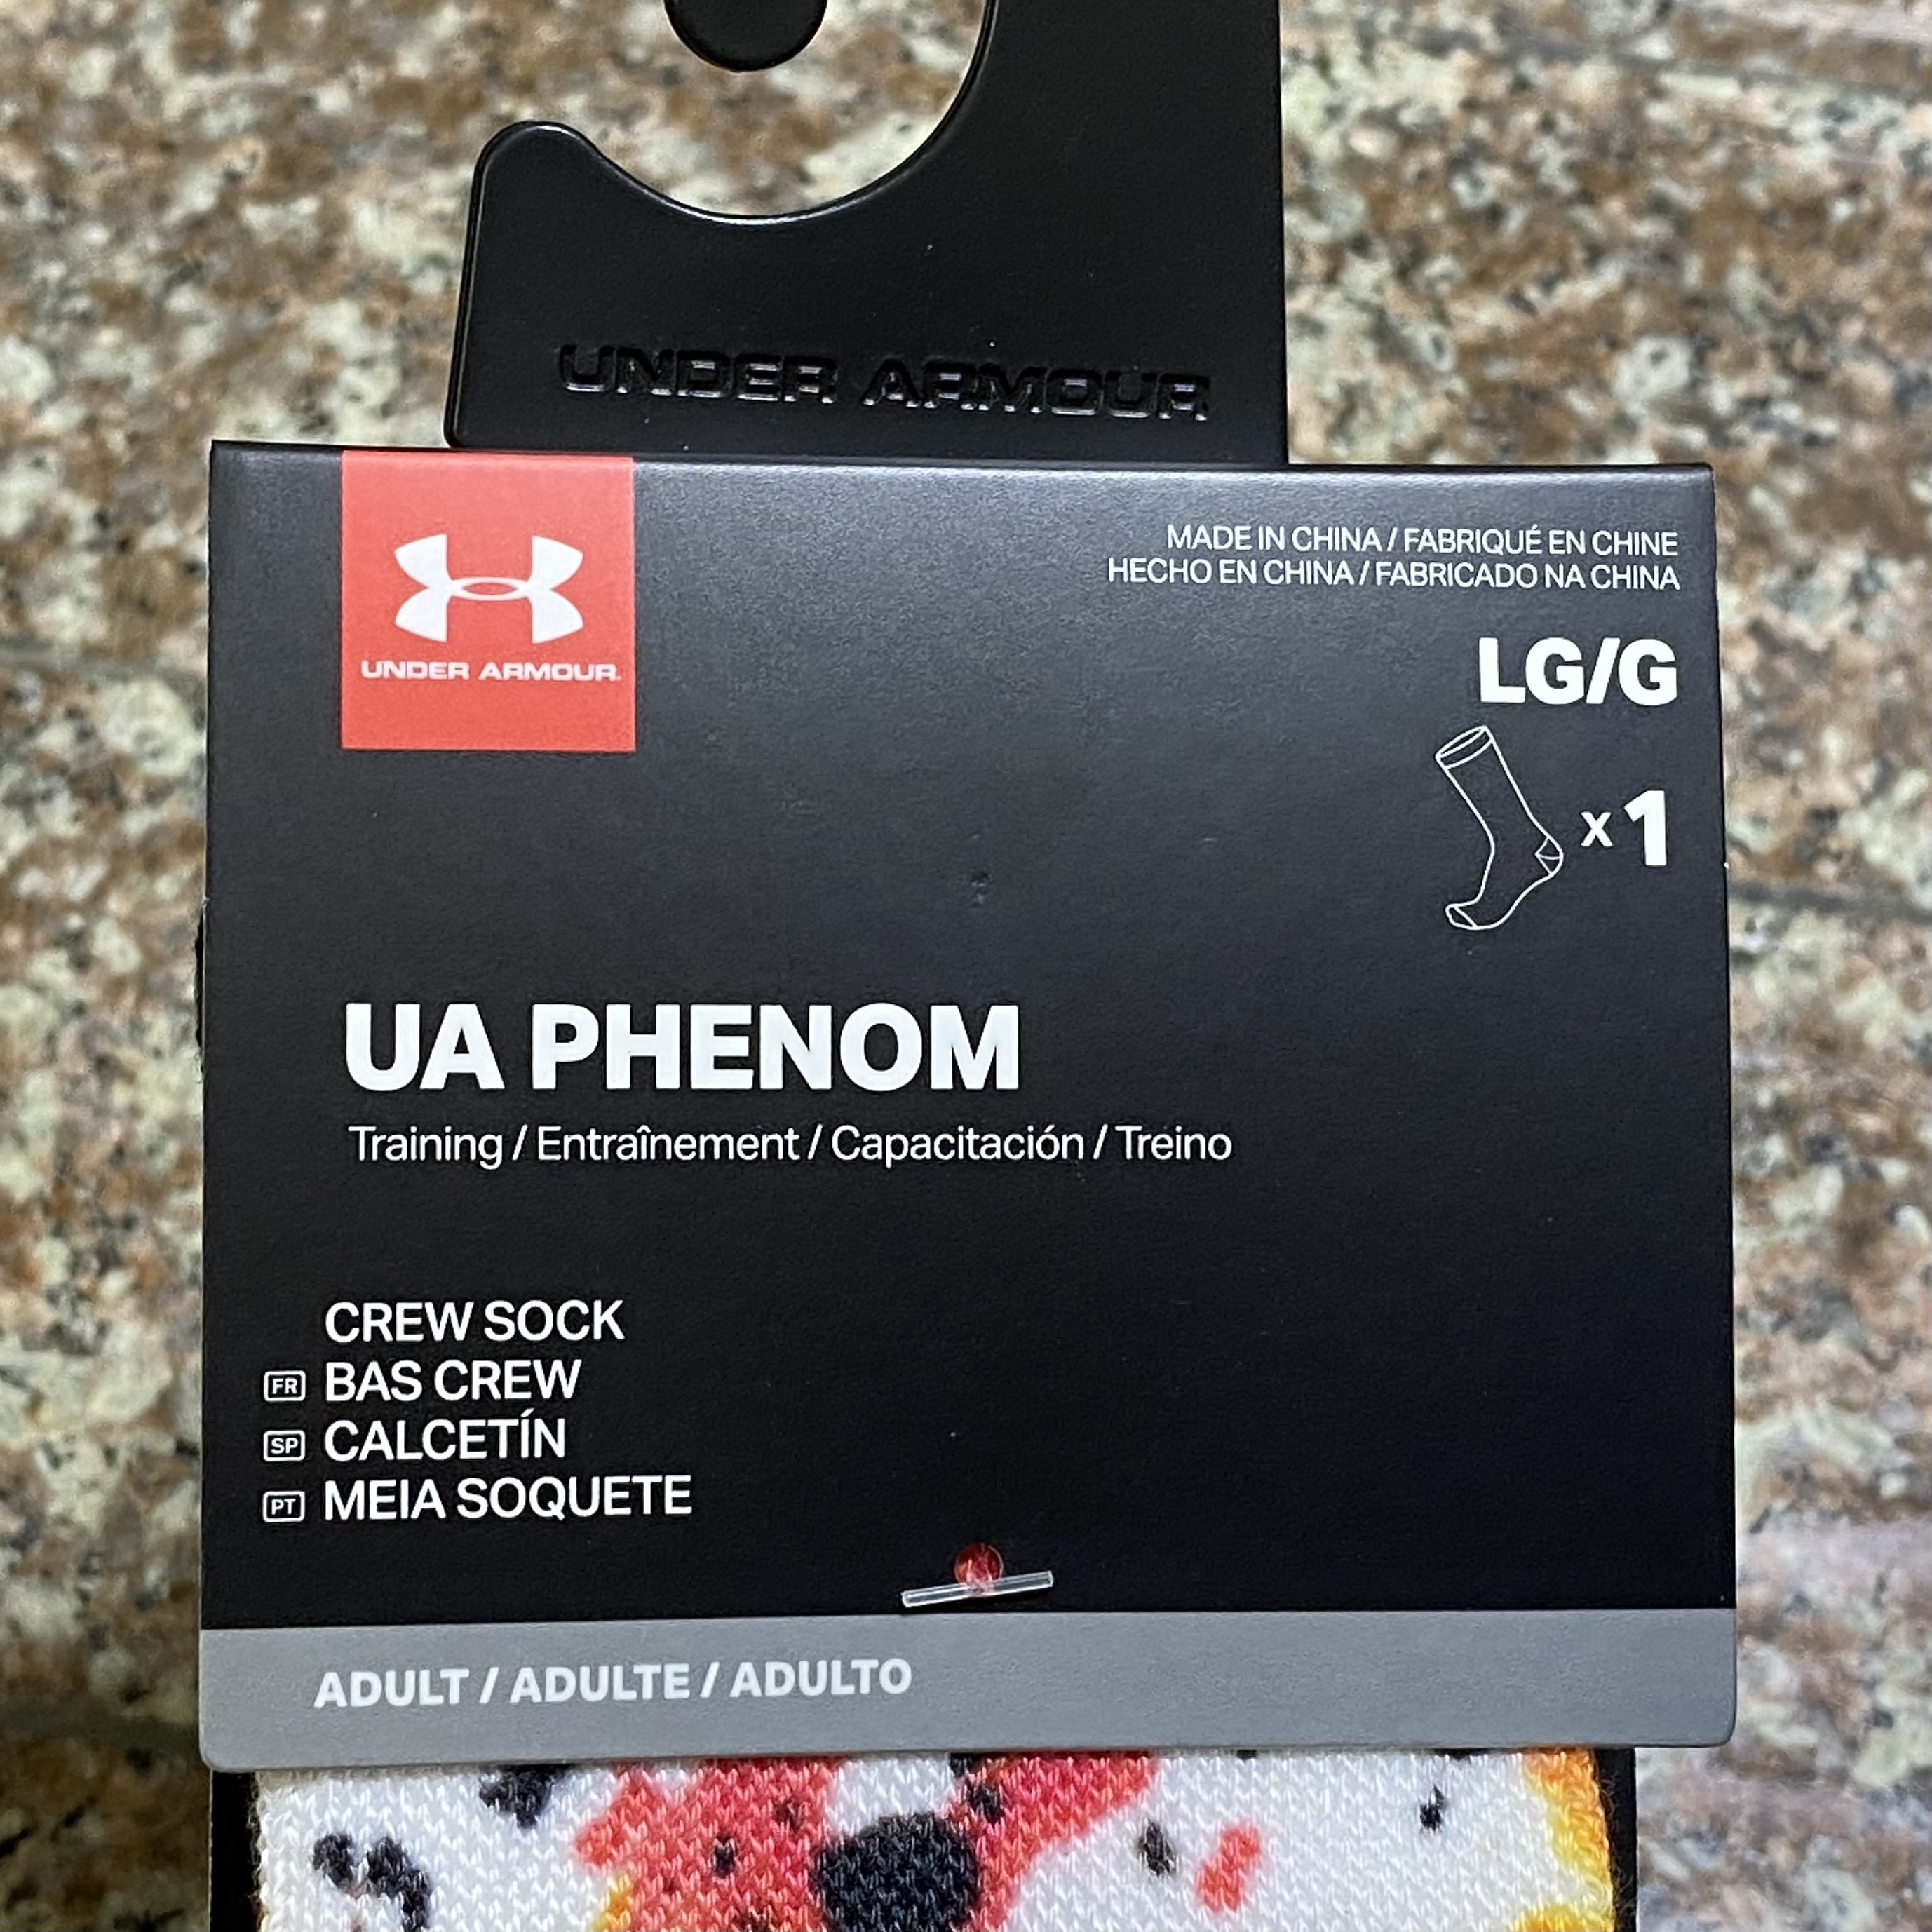 UNDER ARMOUR
UNDER ARMOUR
MADE IN CHINA / FABRIQUÉ EN CHINE
HECHO EN CHINA / FABRICADO NA CHINA
LG/G
x1
UA PHENOM
Training / Entraînement / Capacitación / Treino
CREW SOCK
FR BAS CREW
SP CALCETÍN
PT MEIA SOQUETE
ADULT / ADULTE / ADULTO